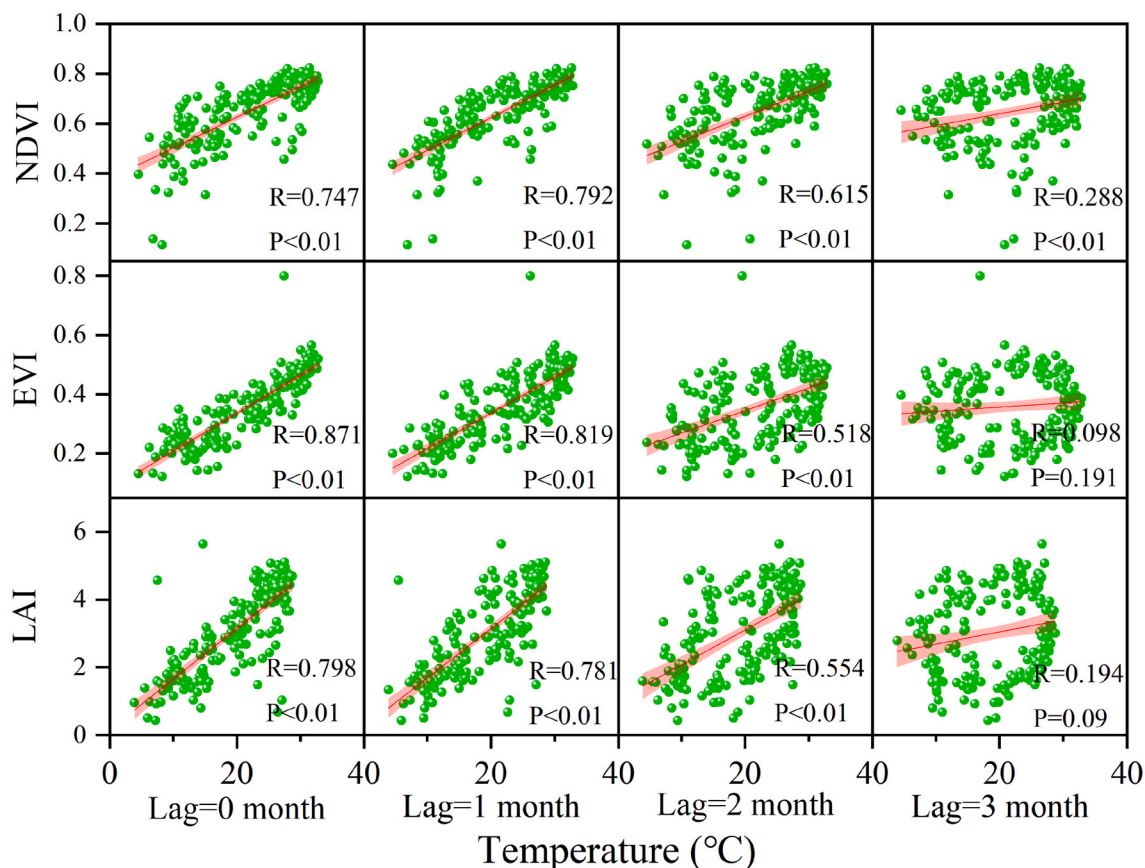 NDVI
1.0
0.8
0.6
0.4
0.2
R=0.747
P<0.01
R=0.792
P<0.01
R=0.615
P<0.01
R=0.288
P<0.01
EVI
0.8
0.6
0.4
0.2
R=0.871
P<0.01
R=0.819
P<0.01
R=0.518
P<0.01
R=0.098
P=0.191
LAI
6
4
2
0
R=0.798
P<0.01
R=0.781
P<0.01
R=0.554
P<0.01
R=0.194
P=0.09
0 20 20 20 20 40
Lag=0 month Lag=1 month Lag=2 month Lag=3 month
Temperature (°C)